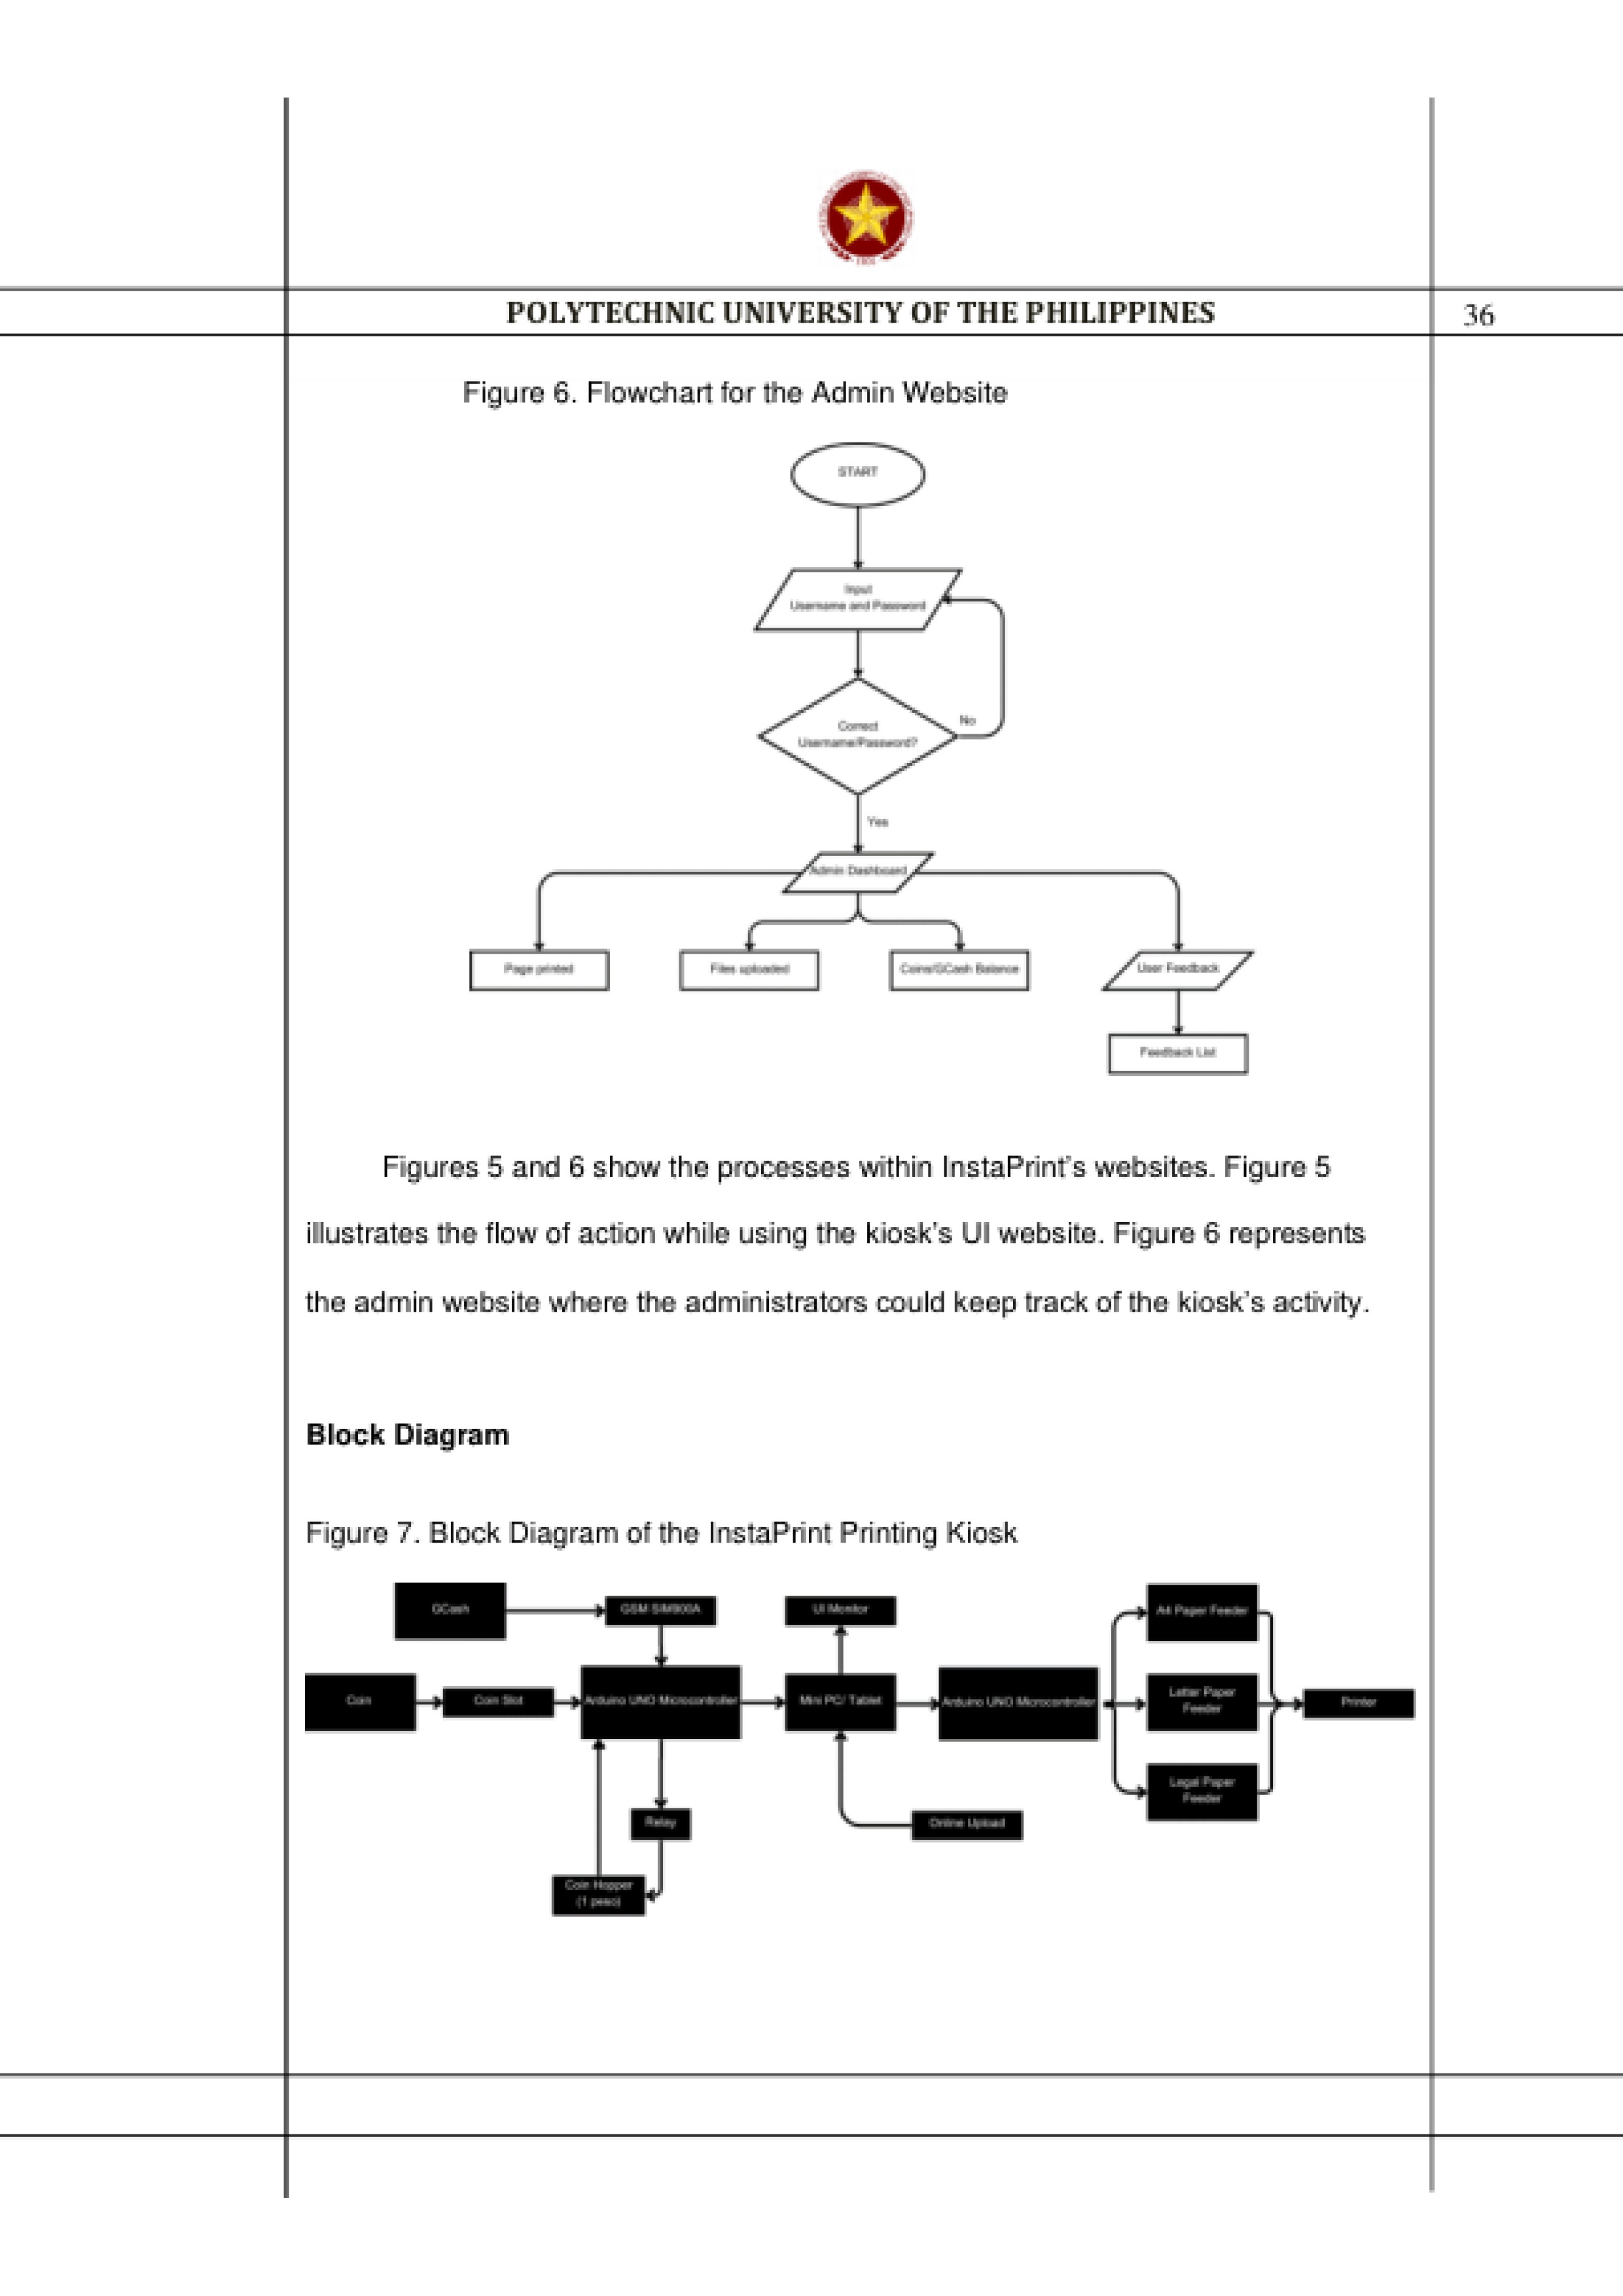 POLYTECHNIC UNIVERSITY OF THE PHILIPPINES
36
Figure 6. Flowchart for the Admin Website
START
Input
Username and Password
Correct
Username/Password?
No
Yes
Admin Dashboard
Page printed
Files uploaded
Coins/GCash Balance
User Feedback
Feedback List
Figures 5 and 6 show the processes within InstaPrint's websites. Figure 5
illustrates the flow of action while using the kiosk's UI website. Figure 6 represents
the admin website where the administrators could keep track of the kiosk's activity.
Block Diagram
Figure 7. Block Diagram of the InstaPrint Printing Kiosk
GCash
GSM SIM900A
UI Monitor
A4 Paper Feeder
Coin
Coin Slot
Arduino UNO Microcontroller
Mini PC/ Tablet
Arduino UNO Microcontroller
Letter Paper
Feeder
Printer
Legal Paper
Feeder
Relay
Online Upload
Coin Hopper
(1 peso)